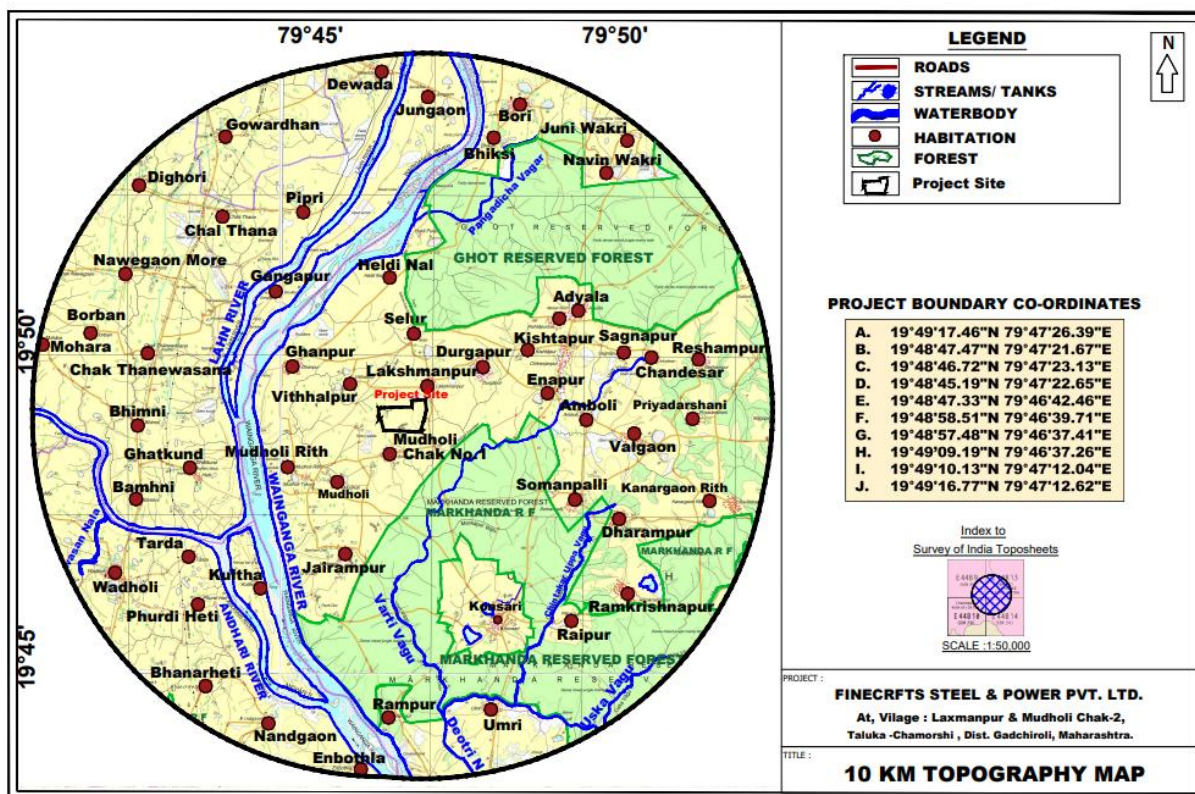 79°45'
79°50'
19°50'
19°45'
Dewada
Jungaon
Bori
Gowardhan
Juni Wakri
Bhiksi
Navin Wakri
Dighori
Pangadicha Vagar
Pipri
Chal Thana
GHOT RESERVED FOREST
Nawegaon More
Heldi Nal
Gangapur
LAHN RIVER
Adyala
Borban
Selur
Mohara
Kishtapur
Sagnapur
Reshampur
Ghanpur
Durgapur
Chak Thanewasana
Lakshmanpur
Chandesar
Vithhalpur
Project Site
Enapur
Bhimni
Amboli
Priyadarshani
WAINGANGA RIVER
Mudholi
Chak No.1
Valgaon
Ghatkund
Mudholi Rith
Mudholi
Bamhni
Somanpalli
Kanargaon Rith
MARKHANDA RESERVED FOREST
MARKHANDA R F
WAINGANGA RIVER
Dharampur
Tarda
MARKHANDA R F
Jairampur
Wadholi
Kultha
Ramkrishnapur
Phurdi Heti
Konsari
Varti Vagu
Raipur
ANDHARI RIVER
MARKHANDA RESERVED FOREST
Bhanarheti
Uska Vagu
Rampur
Umri
Nandgaon
Deotri N
Enbothla
LEGEND
ROADS
STREAMS/ TANKS
WATERBODY
HABITATION
FOREST
Project Site
N
PROJECT BOUNDARY CO-ORDINATES
A. 19°49'17.46"N 79°47'26.39"E
B. 19°48'47.47"N 79°47'21.67"E
C. 19°48'46.72"N 79°47'23.13"E
D. 19°48'45.19"N 79°47'22.65"E
E. 19°48'47.33"N 79°46'42.46"E
F. 19°48'58.51"N 79°46'39.71"E
G. 19°48'57.48"N 79°46'37.41"E
H. 19°49'09.19"N 79°46'37.26"E
I. 19°49'10.13"N 79°47'12.04"E
J. 19°49'16.77"N 79°47'12.62"E
Index to
Survey of India Toposheets
SCALE :1:50,000
PROJECT :
FINECRFTS STEEL & POWER PVT. LTD.
At, Vilage : Laxmanpur & Mudholi Chak-2,
Taluka -Chamorshi , Dist. Gadchiroli, Maharashtra.
TITLE :
10 KM TOPOGRAPHY MAP